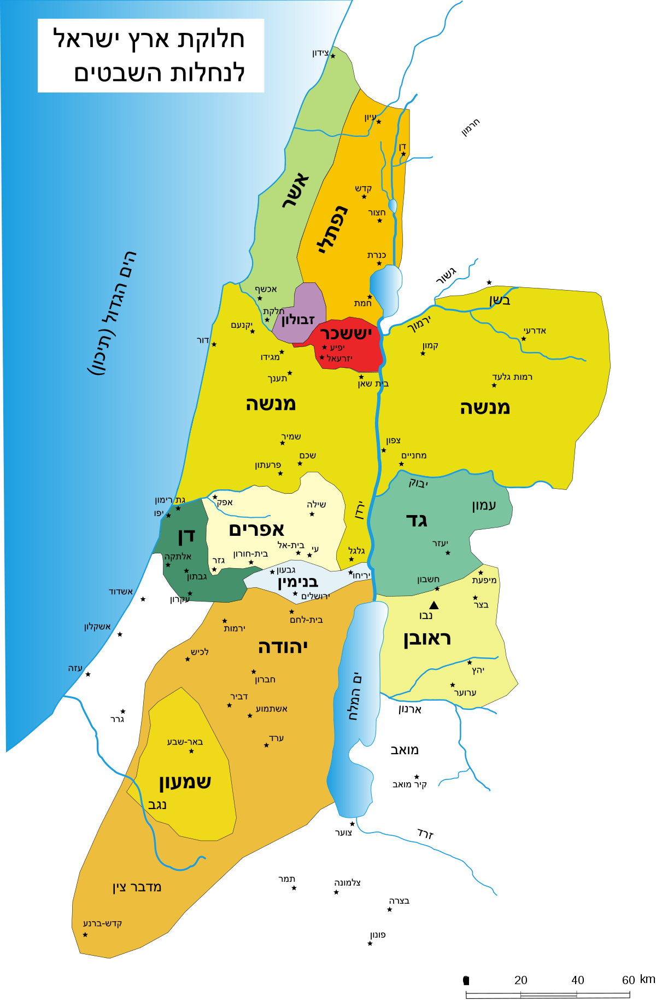 חלוקת ארץ ישראל
לנחלות השבטים
צידון
עיון
חרמון
דן
אשר
קדש
נפתלי
חצור
כנרת
הים הגדול (תיכון)
גשור
אכשף
חמת
בשן
חלקת
זבולון
יקנעם
יששכר
ירמוך
אדרעי
דור
יפיע
קמון
מגידו
יזרעאל
תענך
בית שאן
רמות גלעד
מנשה
מנשה
שמיר
צפון
שכם
מחניים
פרעתון
יבוק
גת רימון
אפק
שילה
ירדן
עמון
יפו
גד
דן
אפרים
בית-אל
עי
יעזר
אלתקה
גזר
בית-חורון
גלגל
גבתון
גבעון
יריחו
בנימין
חשבון
מיפעת
אשדוד
עקרון
ירושלים
בצר
נבו
בית-לחם
אשקלון
ירמות
ראובן
יהודה
לכיש
עזה
חברון
יהץ
דביר
ים המלח
ערוער
אשתמוע
ארנון
גרר
ערד
באר-שבע
מואב
שמעון
קיר מואב
נגב
צוער
זרד
מדבר צין
תמר
צלמונה
בצרה
קדש-ברנע
פונון
20 40 60 km